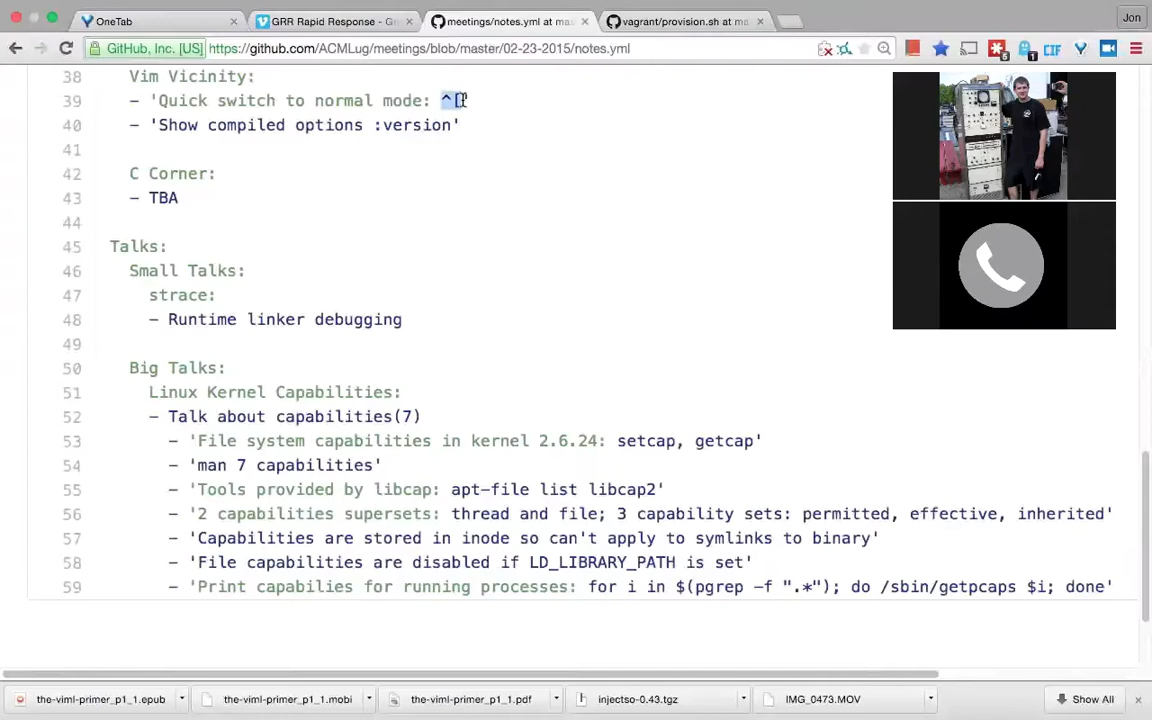 OneTab
GRR Rapid Response - G
meetings/notes.yml at mas
vagrant/provision.sh at ma
Jon
GitHub, Inc. [US]
https://github.com/ACMLug/meetings/blob/master/02-23-2015/notes.yml
5
1
CIF
38 Vim Vicinity:
39 - 'Quick switch to normal mode: ^['
40 - 'Show compiled options :version'
41
42 C Corner:
43 - TBA
44
45 Talks:
46 Small Talks:
47 strace:
48 - Runtime linker debugging
49
50 Big Talks:
51 Linux Kernel Capabilities:
52 - Talk about capabilities(7)
53 - 'File system capabilities in kernel 2.6.24: setcap, getcap'
54 - 'man 7 capabilities'
55 - 'Tools provided by libcap: apt-file list libcap2'
56 - '2 capabilities supersets: thread and file; 3 capability sets: permitted, effective, inherited'
57 - 'Capabilities are stored in inode so can't apply to symlinks to binary'
58 - 'File capabilities are disabled if LD_LIBRARY_PATH is set'
59 - 'Print capabilies for running processes: for i in $(pgrep -f ".*"); do /sbin/getpcaps $i; done'
the-viml-primer_p1_1.epub
the-viml-primer_p1_1.mobi
the-viml-primer_p1_1.pdf
injectso-0.43.tgz
IMG_0473.MOV
Show All